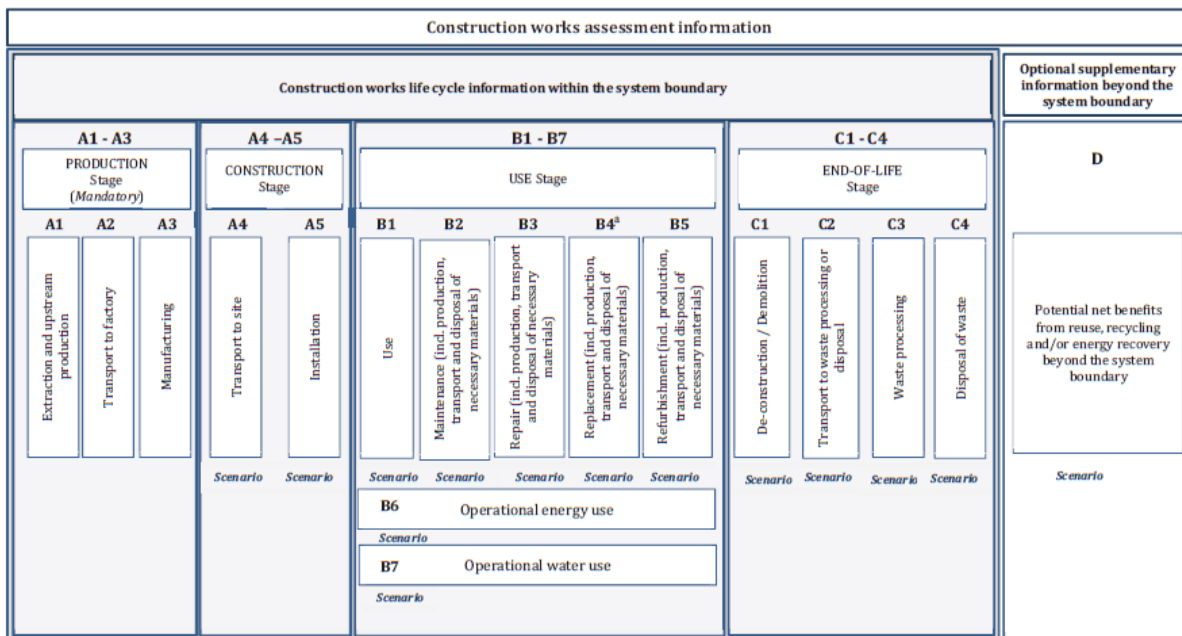 Construction works assessment information
Construction works life cycle information within the system boundary
Optional supplementary
information beyond the
system boundary
A1 - A3
PRODUCTION
Stage
(Mandatory)
A1
A2
A3
Extraction and upstream
production
Transport to factory
Manufacturing
A4 –A5
CONSTRUCTION
Stage
A4
A5
Transport to site
Installation
Scenario
Scenario
B1 - B7
USE Stage
B1
B2
B3
B4ª
B5
Use
Maintenance (incl. production,
transport and disposal of
necessary materials)
Repair (incl. production, transport
and disposal of necessary
materials)
Replacement (incl. production,
transport and disposal of
necessary materials)
Refurbishment (incl. production,
transport and disposal of
necessary materials)
Scenario
Scenario
Scenario
Scenario
Scenario
B6
Operational energy use
Scenario
B7
Operational water use
Scenario
C1 - C4
END-OF-LIFE
Stage
C1
C2
C3
C4
De-construction / Demolition
Transport to waste processing or
disposal
Waste processing
Disposal of waste
Scenario
Scenario
Scenario
Scenario
D
Potential net benefits
from reuse, recycling
and/or energy recovery
beyond the system
boundary
Scenario